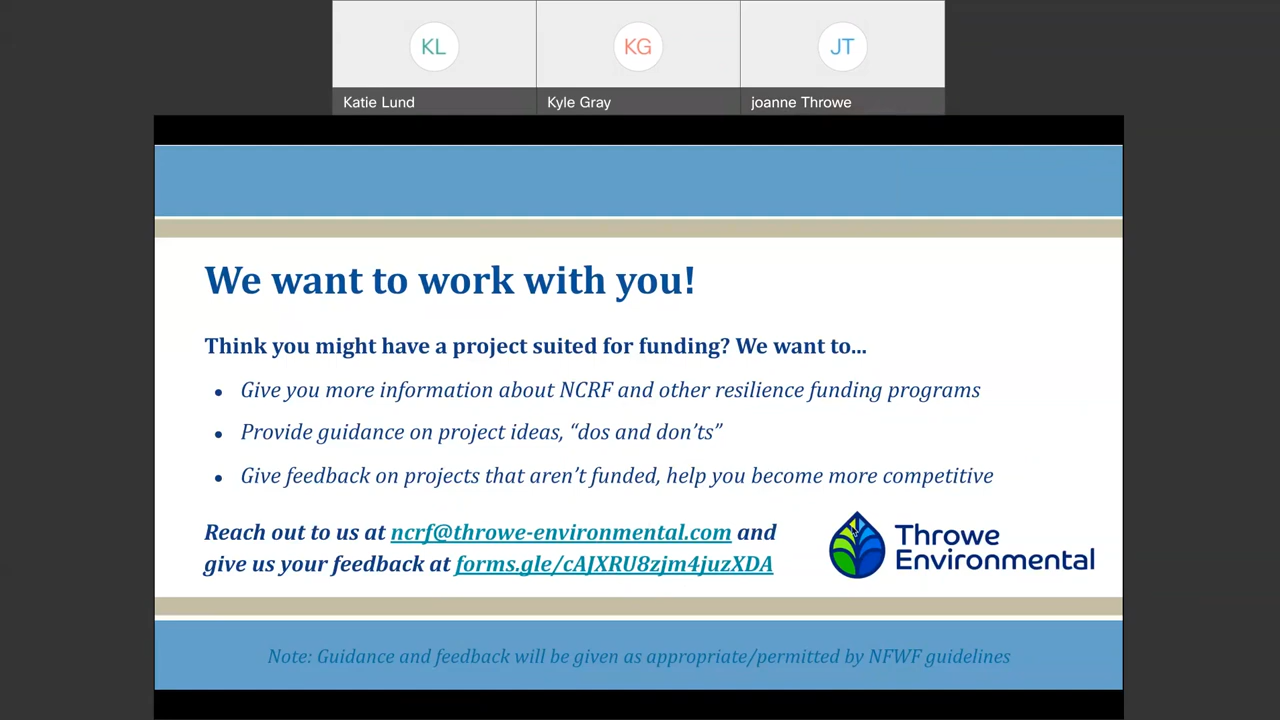 KL
KG
JT
Katie Lund
Kyle Gray
joanne Throwe
We want to work with you!
Think you might have a project suited for funding? We want to...
• Give you more information about NCRF and other resilience funding programs
• Provide guidance on project ideas, “dos and don’ts”
• Give feedback on projects that aren’t funded, help you become more competitive
Reach out to us at ncrf@throwe-environmental.com and
give us your feedback at forms.gle/cAJXRU8zjm4juzXDA
Throwe
Environmental
Note: Guidance and feedback will be given as appropriate/permitted by NFWF guidelines